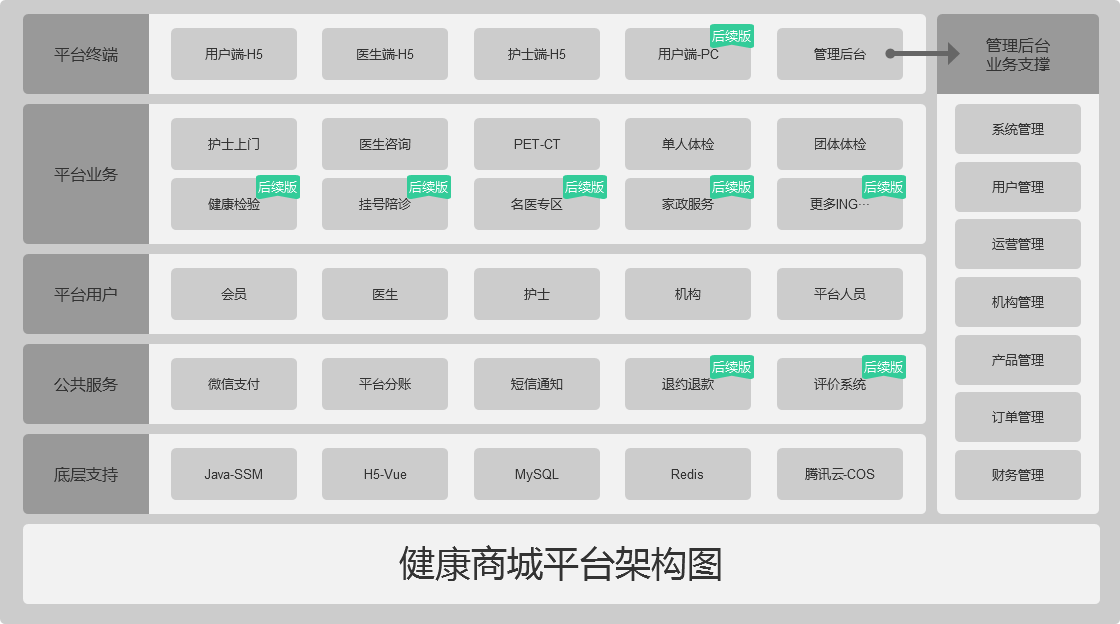 平台终端
用户端-H5
医生端-H5
护士端-H5
用户端-PC
后续版
管理后台
管理后台
业务支撑
平台业务
护士上门
医生咨询
PET-CT
单人体检
团体体检
健康检验
后续版
挂号陪诊
后续版
名医专区
后续版
家政服务
后续版
更多ING…
后续版
平台用户
会员
医生
护士
机构
平台人员
公共服务
微信支付
平台分账
短信通知
退约退款
后续版
评价系统
后续版
底层支持
Java-SSM
H5-Vue
MySQL
Redis
腾讯云-COS
系统管理
用户管理
运营管理
机构管理
产品管理
订单管理
财务管理
健康商城平台架构图